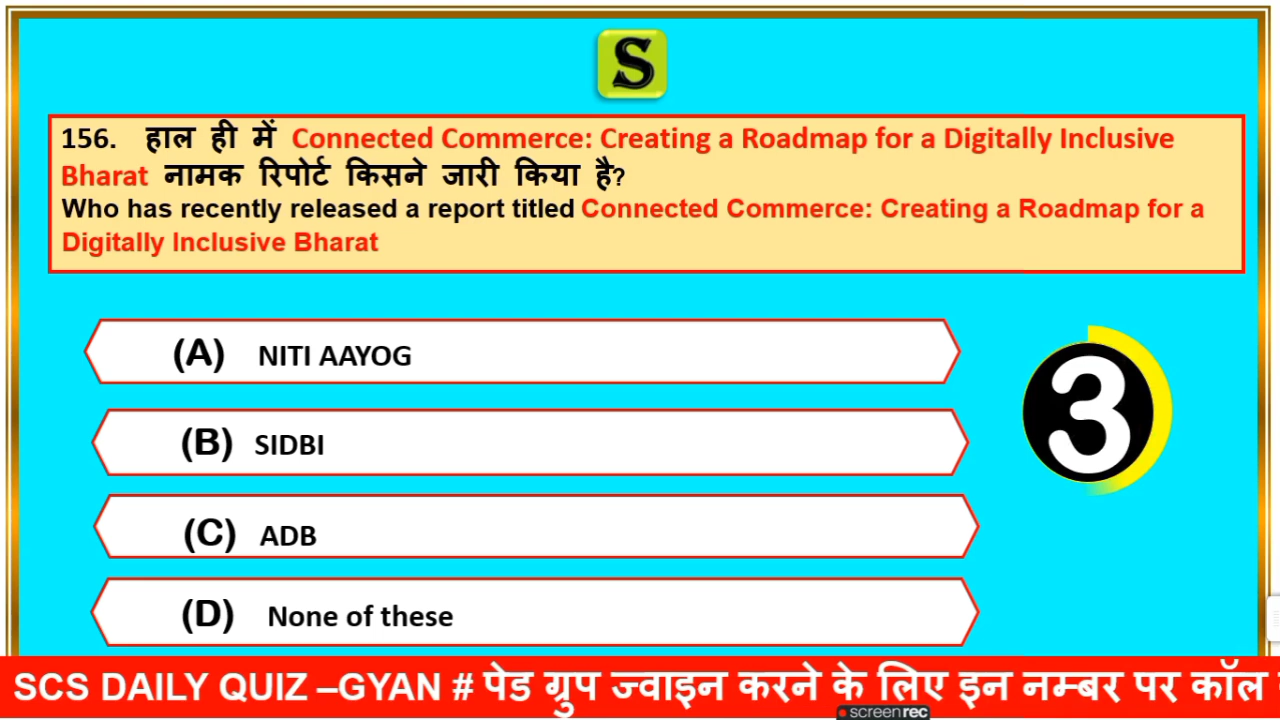 S
156. हाल ही में Connected Commerce: Creating a Roadmap for a Digitally Inclusive
Bharat नामक रिपोर्ट किसने जारी किया है?
Who has recently released a report titled Connected Commerce: Creating a Roadmap for a
Digitally Inclusive Bharat
(A) NITI AAYOG
(B) SIDBI
(C) ADB
(D) None of these
3
SCS DAILY QUIZ –GYAN # पेड ग्रुप ज्वाइन करने के लिए इन नम्बर पर कॉल
screenrec